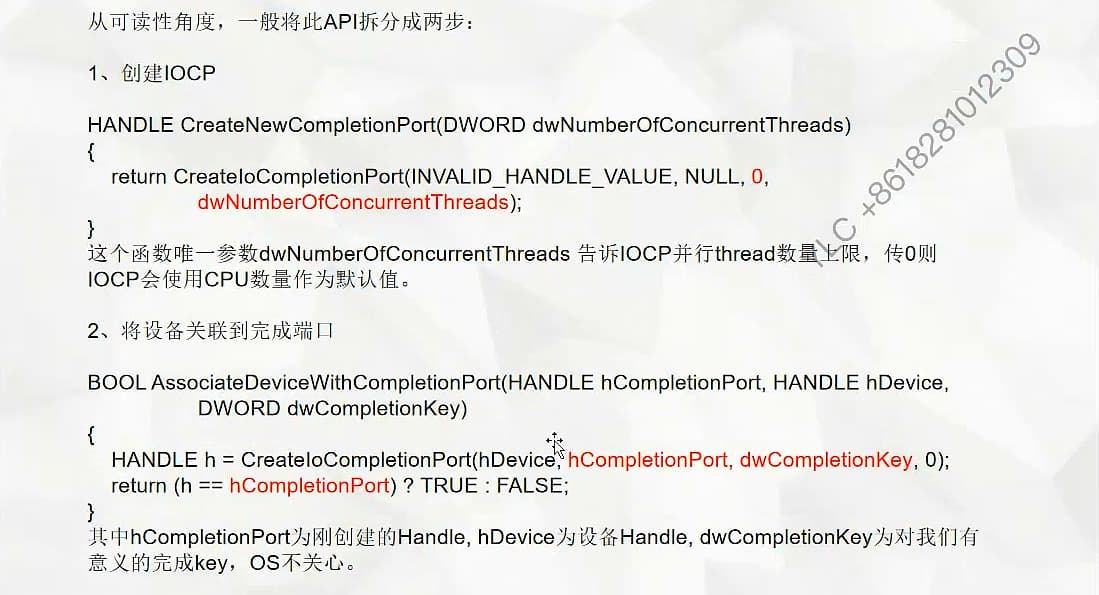 从可读性角度，一般将此API拆分成两步：
1、创建IOCP
HANDLE CreateNewCompletionPort(DWORD dwNumberOfConcurrentThreads)
{
return CreateIoCompletionPort(INVALID_HANDLE_VALUE, NULL, 0,
dwNumberOfConcurrentThreads);
}
这个函数唯一参数dwNumberOfConcurrentThreads 告诉IOCP并行thread数量上限，传0则
IOCP会使用CPU数量作为默认值。
2、将设备关联到完成端口
BOOL AssociateDeviceWithCompletionPort(HANDLE hCompletionPort, HANDLE hDevice,
DWORD dwCompletionKey)
{
HANDLE h = CreateIoCompletionPort(hDevice, hCompletionPort, dwCompletionKey, 0);
return (h == hCompletionPort) ? TRUE : FALSE;
}
其中hCompletionPort为刚创建的Handle, hDevice为设备Handle, dwCompletionKey为对我们有
意义的完成key，OS不关心。
+8618281012309